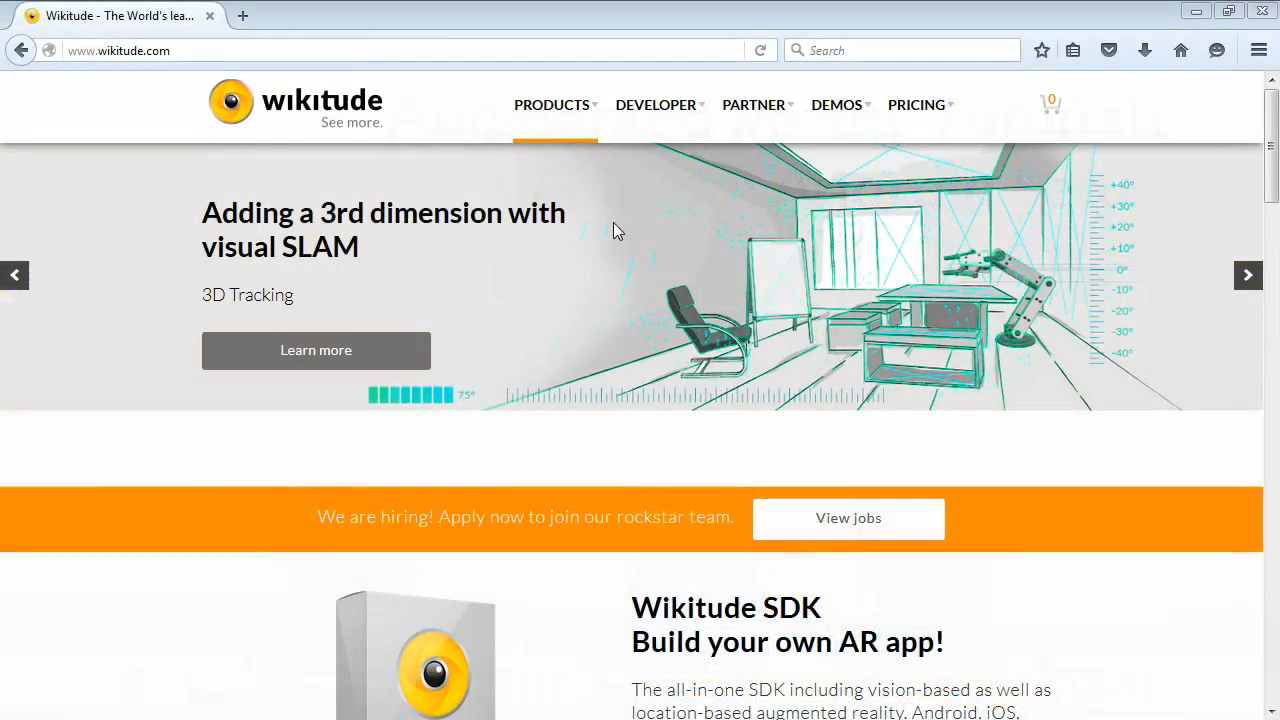 Wikitude - The World's lea...
www.wikitude.com
Search
wikitude
See more.
PRODUCTS
DEVELOPER
PARTNER
DEMOS
PRICING
0
Adding a 3rd dimension with
visual SLAM
3D Tracking
Learn more
75°
+40°
+30°
+20°
+10°
0°
-10°
-20°
-30°
-40°
We are hiring! Apply now to join our rockstar team.
View jobs
Wikitude SDK
Build your own AR app!
The all-in-one SDK including vision-based as well as
location-based augmented reality. Android, iOS,